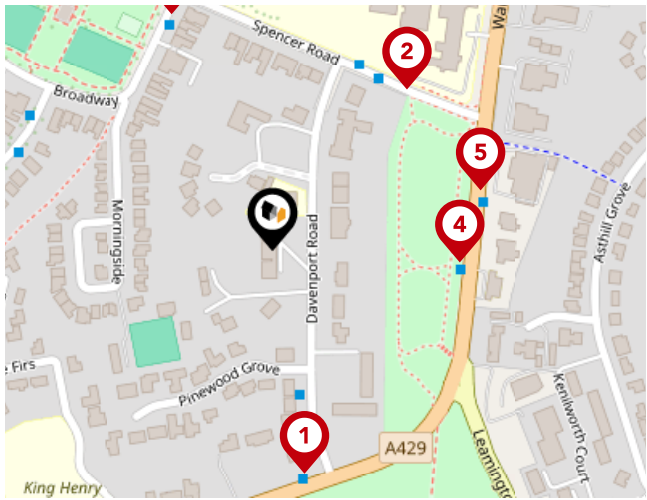 Spencer Road
2
Wa
Broadway
5
Morningside
Asthill Grove
4
Davenport Road
e Firs
Pinewood Grove
Kenilworth Court
1
A429
Leamington
King Henry